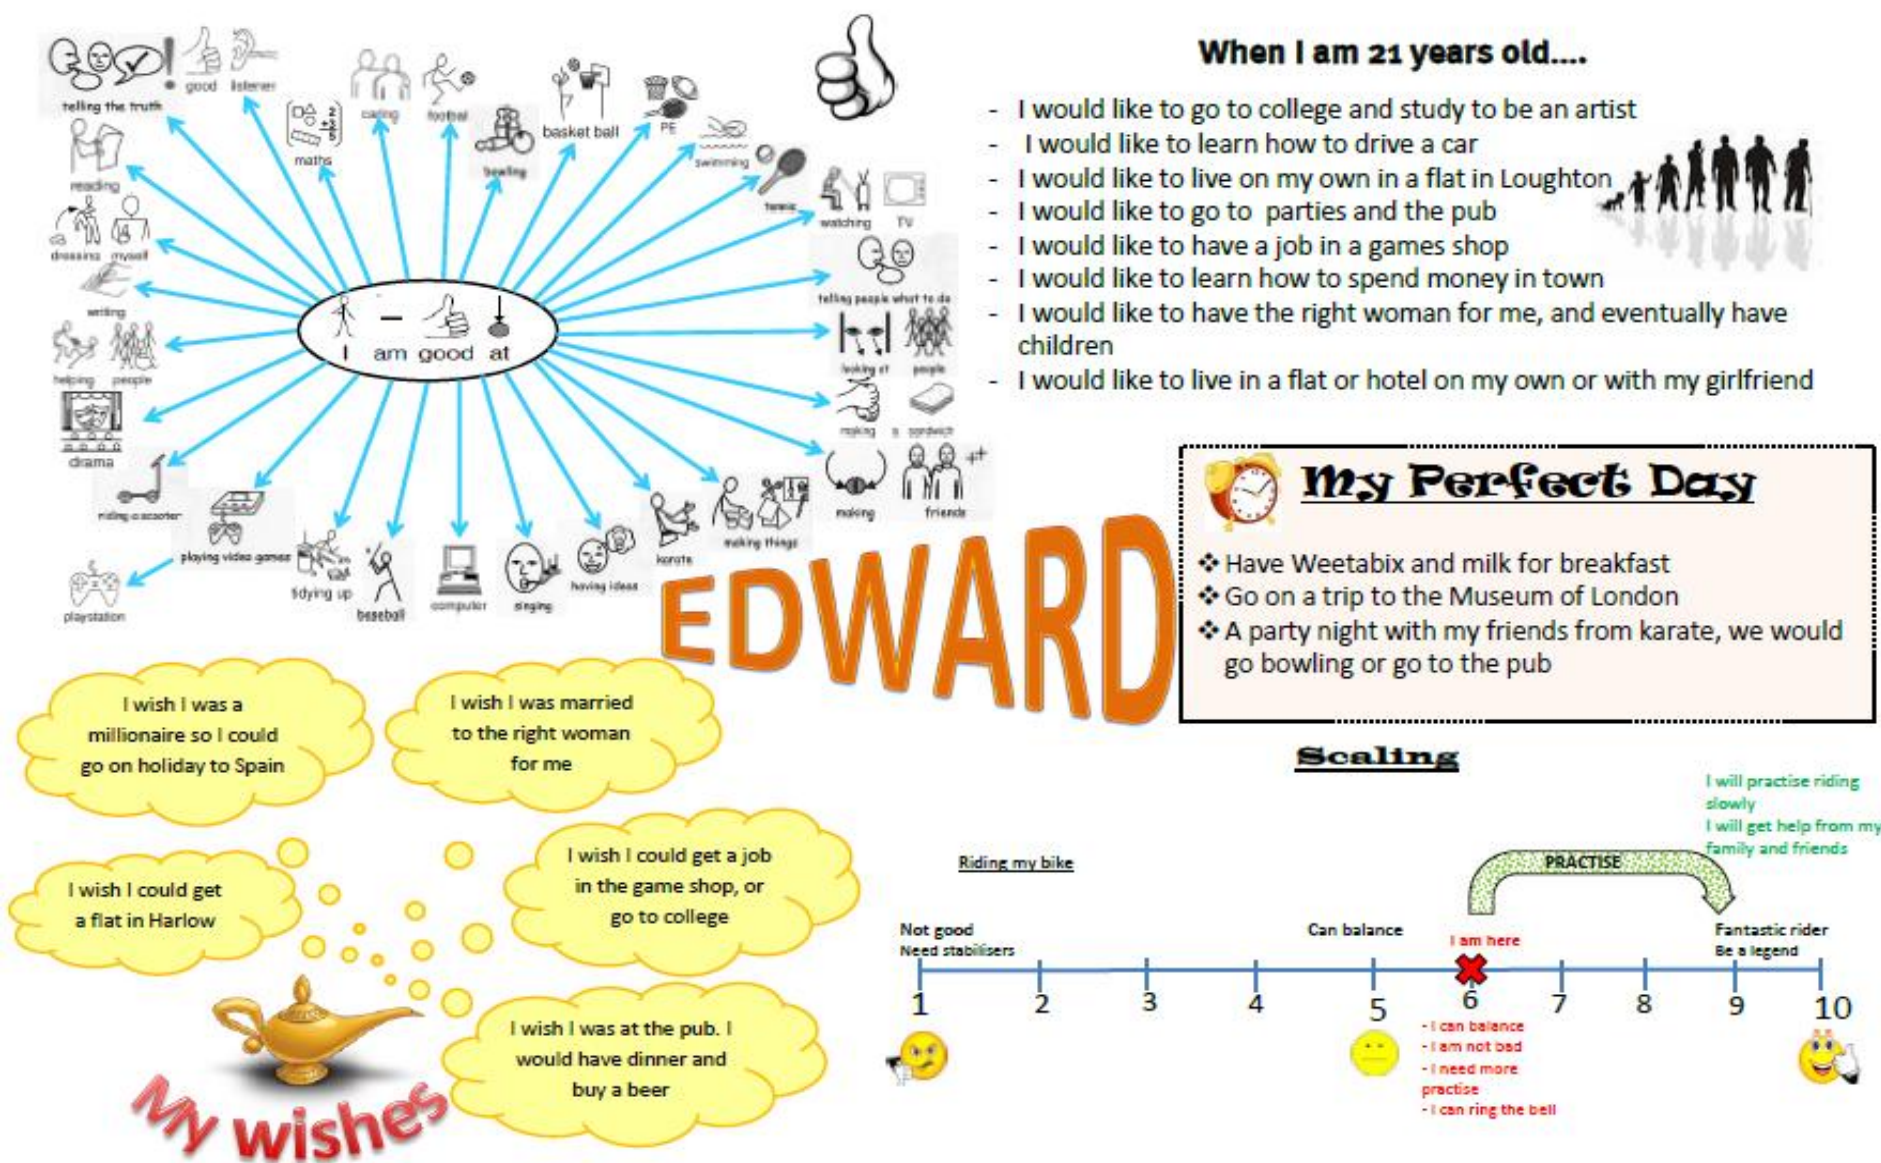 telling the truth
good listener
maths
caring
football
bowling
basket ball
PE
swimming
tennis
watching TV
telling people what to do
looking at people
making a sandwich
making friends
making things
karate
having ideas
singing
computer
baseball
tidying up
playing video games
playstation
riding a scooter
drama
helping people
writing
dressing myself
reading
I am good at
When I am 21 years old....
- I would like to go to college and study to be an artist
- I would like to learn how to drive a car
- I would like to live on my own in a flat in Loughton
- I would like to go to parties and the pub
- I would like to have a job in a games shop
- I would like to learn how to spend money in town
- I would like to have the right woman for me, and eventually have
children
- I would like to live in a flat or hotel on my own or with my girlfriend
EDWARD
My Perfect Day
❖ Have Weetabix and milk for breakfast
❖ Go on a trip to the Museum of London
❖ A party night with my friends from karate, we would
go bowling or go to the pub
I wish I was a
millionaire so I could
go on holiday to Spain
I wish I was married
to the right woman
for me
I wish I could get
a flat in Harlow
I wish I could get a job
in the game shop, or
go to college
I wish I was at the pub. I
would have dinner and
buy a beer
My wishes
Scaling
Riding my bike
I will practise riding
slowly
I will get help from my
family and friends
PRACTISE
Not good
Need stabilisers
Can balance
I am here
Fantastic rider
Be a legend
1 2 3 4 5 6 7 8 9 10
- I can balance
- I am not bad
- I need more
practise
- I can ring the bell